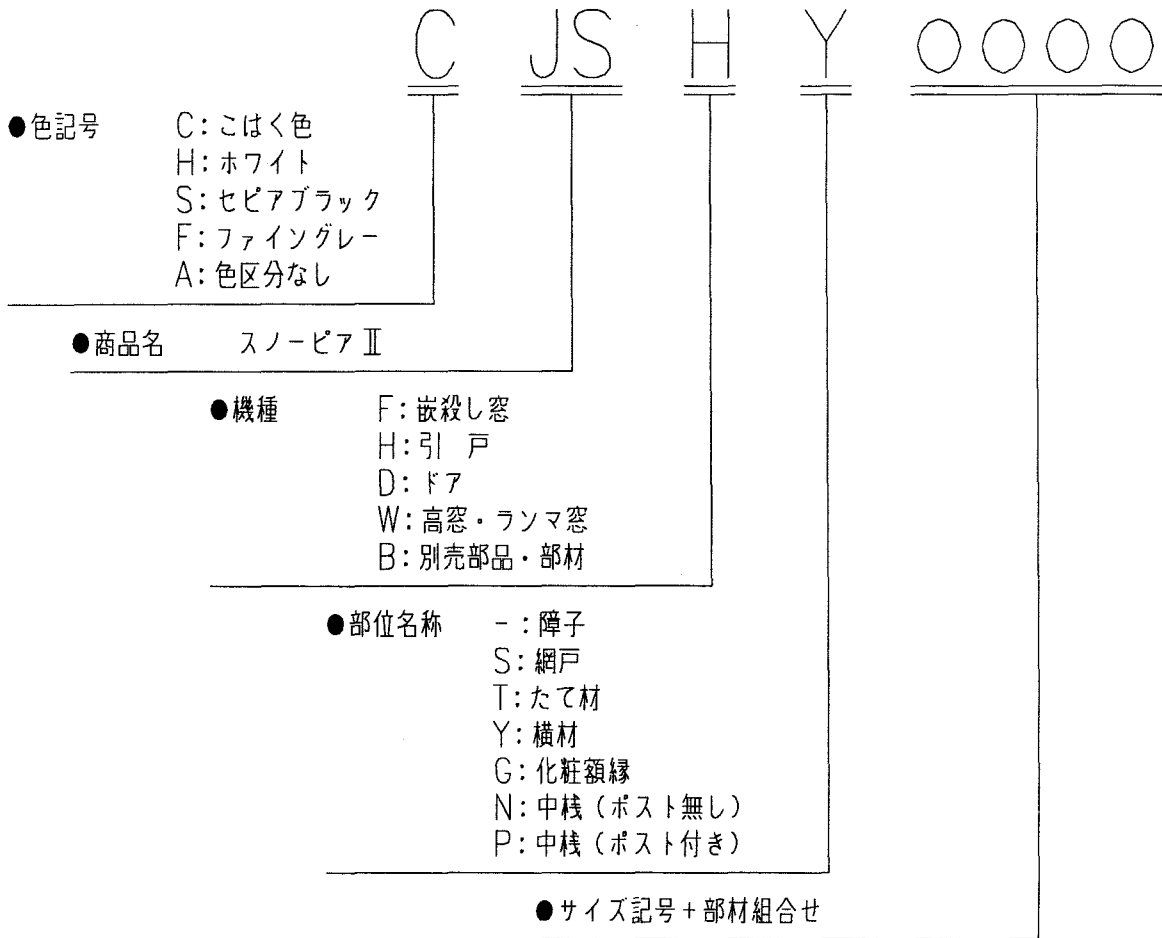 C JS H Y ○○○○
●色記号 C:こはく色
H:ホワイト
S:セピアブラック
F:ファイングレー
A:色区分なし
●商品名 スノーピアⅡ
●機種 F:嵌殺し窓
H:引 戸
D:ドア
W:高窓・ランマ窓
B:別売部品・部材
●部位名称 -:障子
S:網戸
T:たて材
Y:横材
G:化粧額縁
N:中桟(ポスト無し)
P:中桟(ポスト付き)
●サイズ記号+部材組合せ